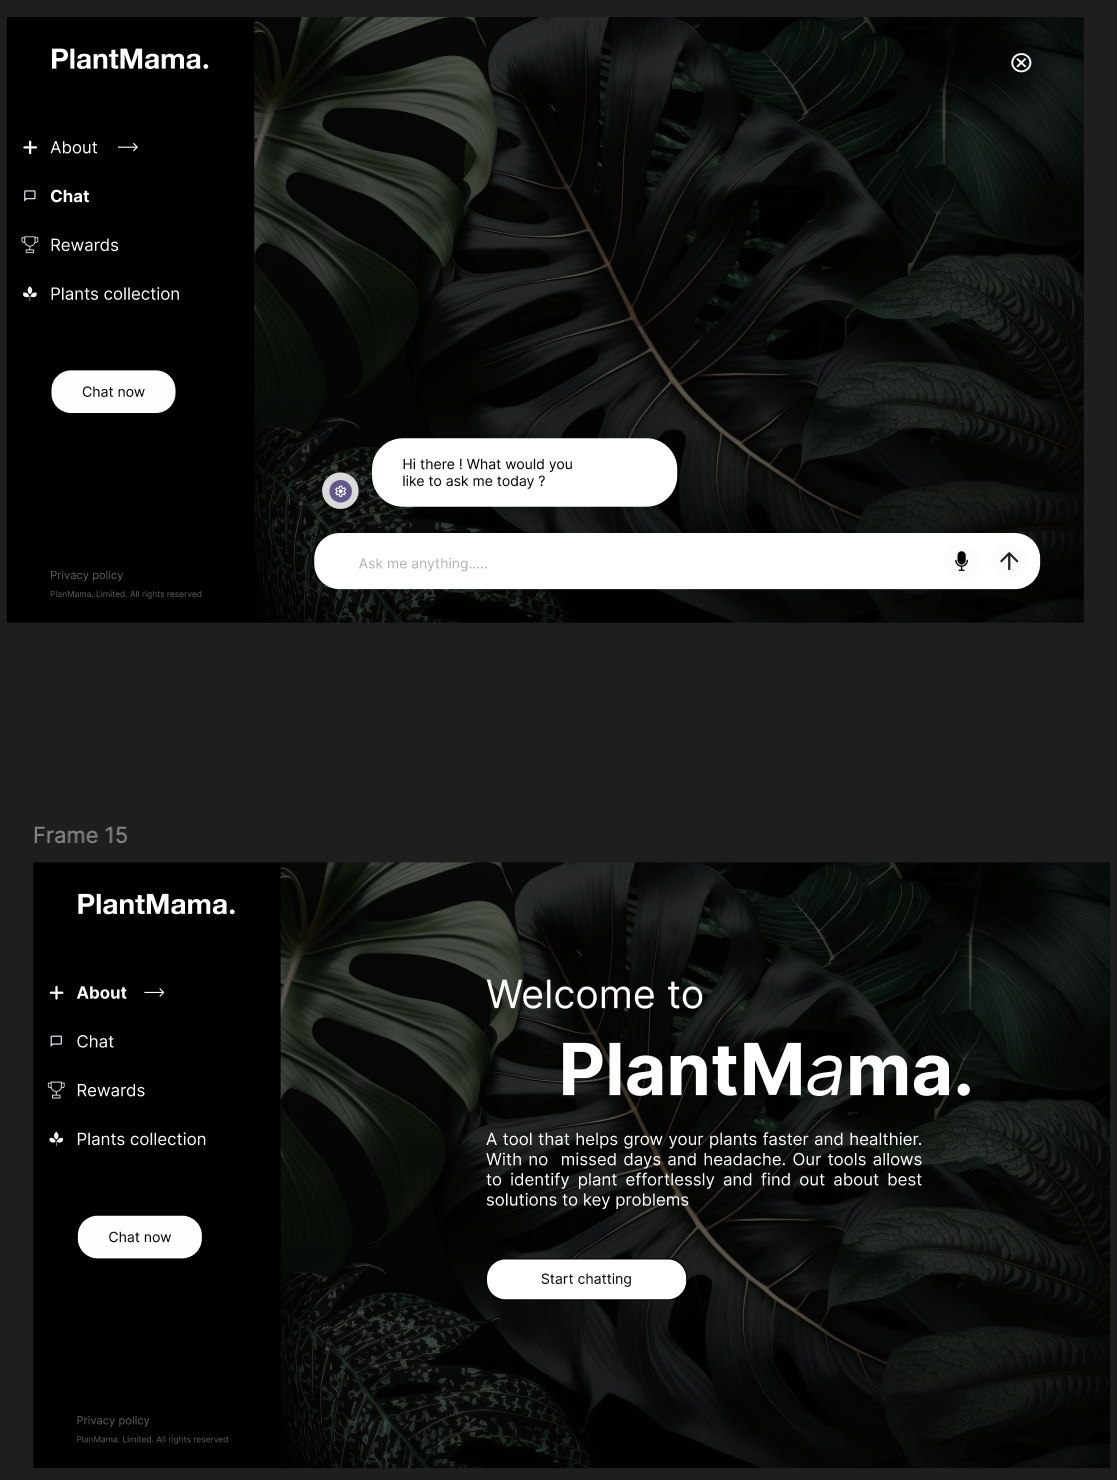 PlantMama.
About
Chat
Rewards
Plants collection
Chat now
Hi there ! What would you
like to ask me today ?
Ask me anything.....
Privacy policy
PlanMama. Limited. All rights reserved
Frame 15
PlantMama.
About
Chat
Rewards
Plants collection
Chat now
Welcome to
PlantMama.
A tool that helps grow your plants faster and healthier.
With no  missed days and headache. Our tools allows
to identify plant effortlessly and find out about best
solutions to key problems
Start chatting
Privacy policy
PlanMama. Limited. All rights reserved